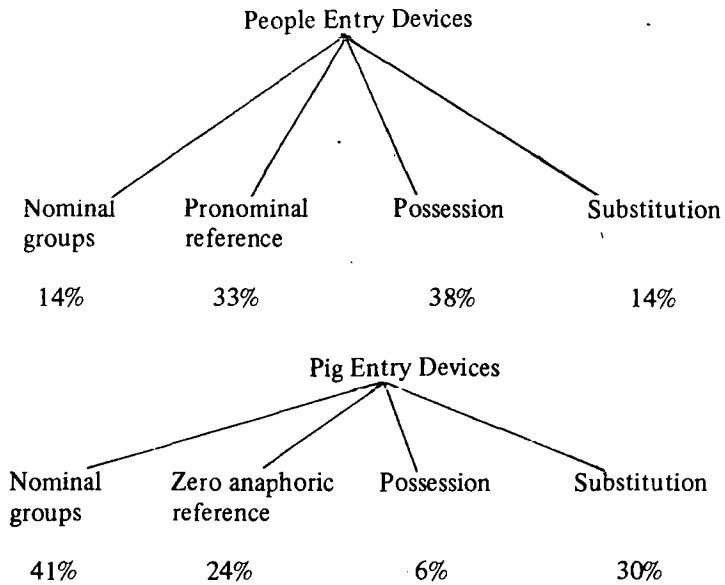 People Entry Devices
Nominal Pronominal Possession Substitution
groups reference
14% 33% 38% 14%
Pig Entry Devices
Nominal Zero anaphoric Possession Substitution
groups reference
41% 24% 6% 30%